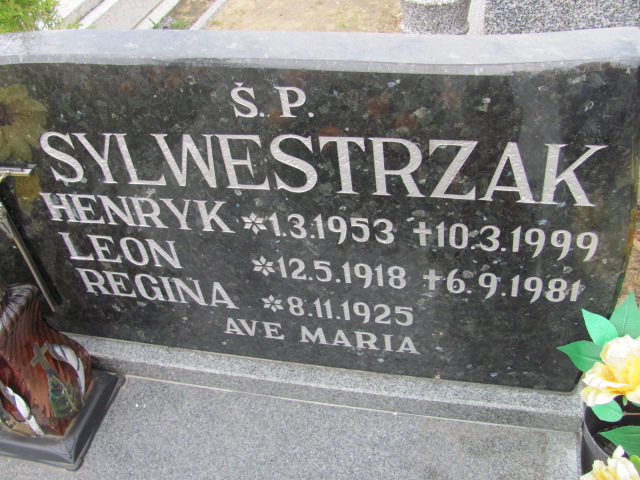 Ś.P.
SYLWESTRZAK
HENRYK *1.3.1953 +10.3.1999
LEON *12.5.1918 +6.9.1981
REGINA *8.11.1925
AVE MARIA